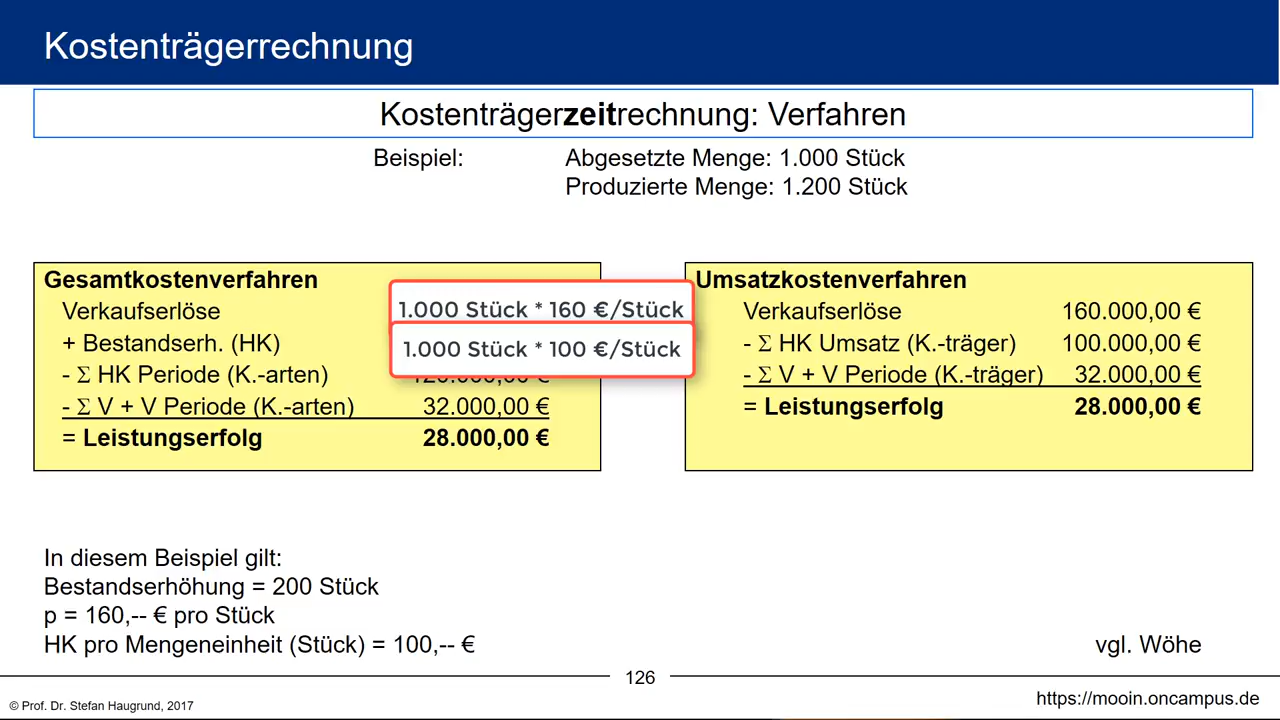 Kostenträgerrechnung
Kostenträgerzeitrechnung: Verfahren
Beispiel: Abgesetzte Menge: 1.000 Stück
Produzierte Menge: 1.200 Stück
Gesamtkostenverfahren
Verkaufserlöse 1.000 Stück * 160 €/Stück
+ Bestandserh. (HK) 1.000 Stück * 100 €/Stück
- Σ HK Periode (K.-arten) 120.000,00 €
- Σ V + V Periode (K.-arten) 32.000,00 €
= Leistungserfolg 28.000,00 €
Umsatzkostenverfahren
Verkaufserlöse 160.000,00 €
- Σ HK Umsatz (K.-träger) 100.000,00 €
- Σ V + V Periode (K.-träger) 32.000,00 €
= Leistungserfolg 28.000,00 €
In diesem Beispiel gilt:
Bestandserhöhung = 200 Stück
p = 160,-- € pro Stück
HK pro Mengeneinheit (Stück) = 100,-- €
vgl. Wöhe
126
© Prof. Dr. Stefan Haugrund, 2017
https://mooin.oncampus.de